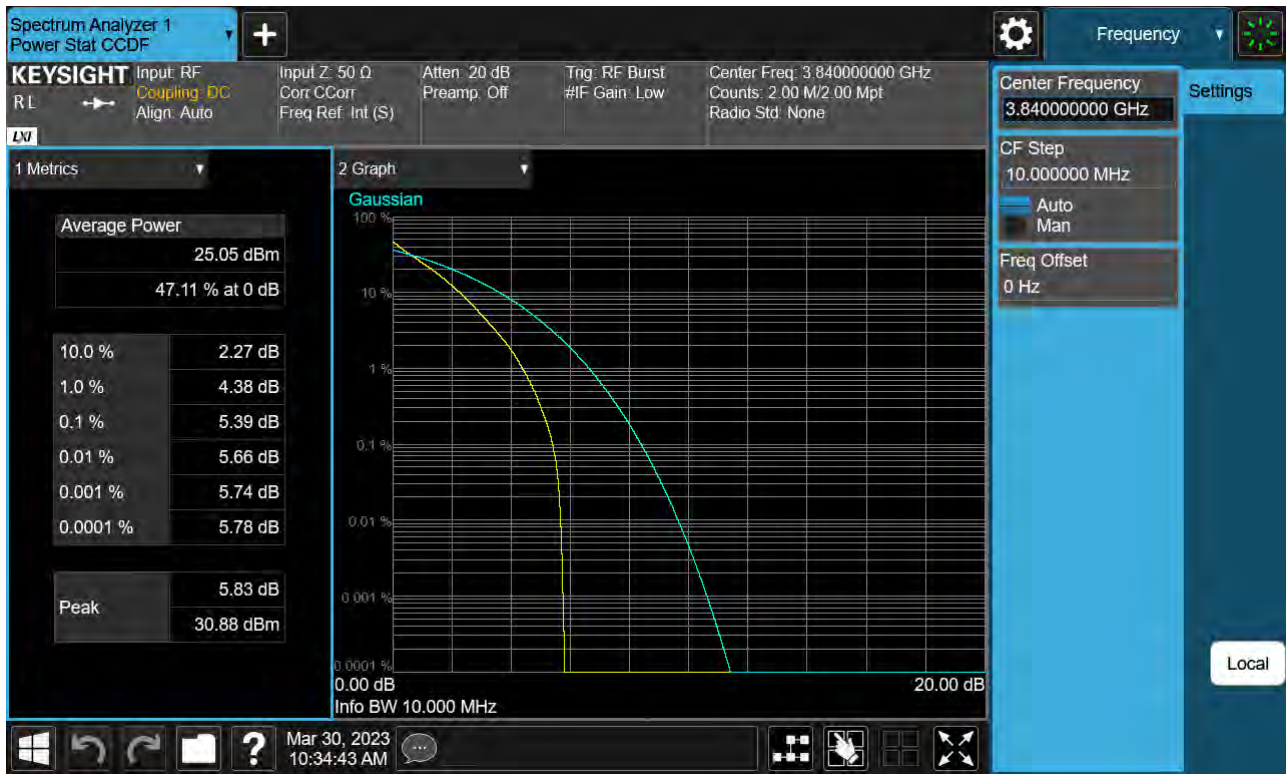 Spectrum Analyzer 1
Power Stat CCDF
Frequency
KEYSIGHT
RL
LXI
Input: RF
Coupling: DC
Align: Auto
Input Z: 50 Ω
Corr CCorr
Freq Ref: Int (S)
Atten: 20 dB
Preamp: Off
Trig: RF Burst
#IF Gain: Low
Center Freq: 3.840000000 GHz
Counts: 2.00 M/2.00 Mpt
Radio Std: None
Center Frequency
3.840000000 GHz
Settings
CF Step
10.000000 MHz
Auto
Man
Freq Offset
0 Hz
Local
1 Metrics
Average Power
25.05 dBm
47.11 % at 0 dB
10.0 % 2.27 dB
1.0 % 4.38 dB
0.1 % 5.39 dB
0.01 % 5.66 dB
0.001 % 5.74 dB
0.0001 % 5.78 dB
Peak 5.83 dB
30.88 dBm
2 Graph
Gaussian
100 %
10 %
1 %
0.1 %
0.01 %
0.001 %
0.0001 %
0.00 dB 20.00 dB
Info BW 10.000 MHz
?
Mar 30, 2023
10:34:43 AM